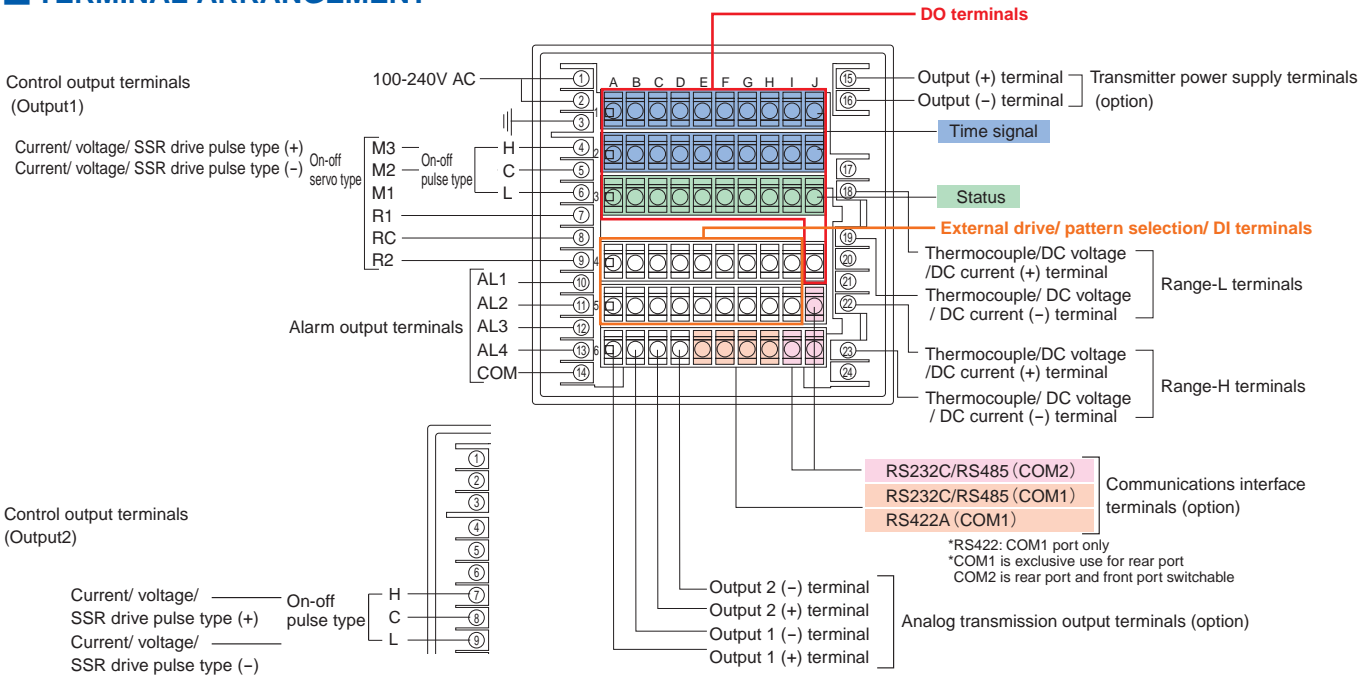 TERMINAL ARRANGEMENT
DO terminals
Control output terminals
(Output1)
100-240V AC
Current/ voltage/ SSR drive pulse type (+)
Current/ voltage/ SSR drive pulse type (−)
On-off
servo type
M3
M2
M1
R1
RC
R2
On-off
pulse type
H
C
L
AL1
AL2
AL3
AL4
COM
Alarm output terminals
1
2
3
4
5
6
7
8
9
10
11
12
13
14
A B C D E F G H I J
1
2
3
4
5
6
15
16
17
18
19
20
21
22
23
24
Output (+) terminal
Output (−) terminal
Transmitter power supply terminals
(option)
Time signal
Status
External drive/ pattern selection/ DI terminals
Thermocouple/DC voltage
/DC current (+) terminal
Thermocouple/ DC voltage
/ DC current (−) terminal
Range-L terminals
Thermocouple/DC voltage
/DC current (+) terminal
Thermocouple/ DC voltage
/ DC current (−) terminal
Range-H terminals
RS232C/RS485(COM2)
RS232C/RS485(COM1)
RS422A(COM1)
Communications interface
terminals (option)
*RS422: COM1 port only
*COM1 is exclusive use for rear port
COM2 is rear port and front port switchable
Output 2 (−) terminal
Output 2 (+) terminal
Output 1 (−) terminal
Output 1 (+) terminal
Analog transmission output terminals (option)
Control output terminals
(Output2)
1
2
3
4
5
6
7
8
9
Current/ voltage/
SSR drive pulse type (+)
Current/ voltage/
SSR drive pulse type (−)
On-off
pulse type
H
C
L